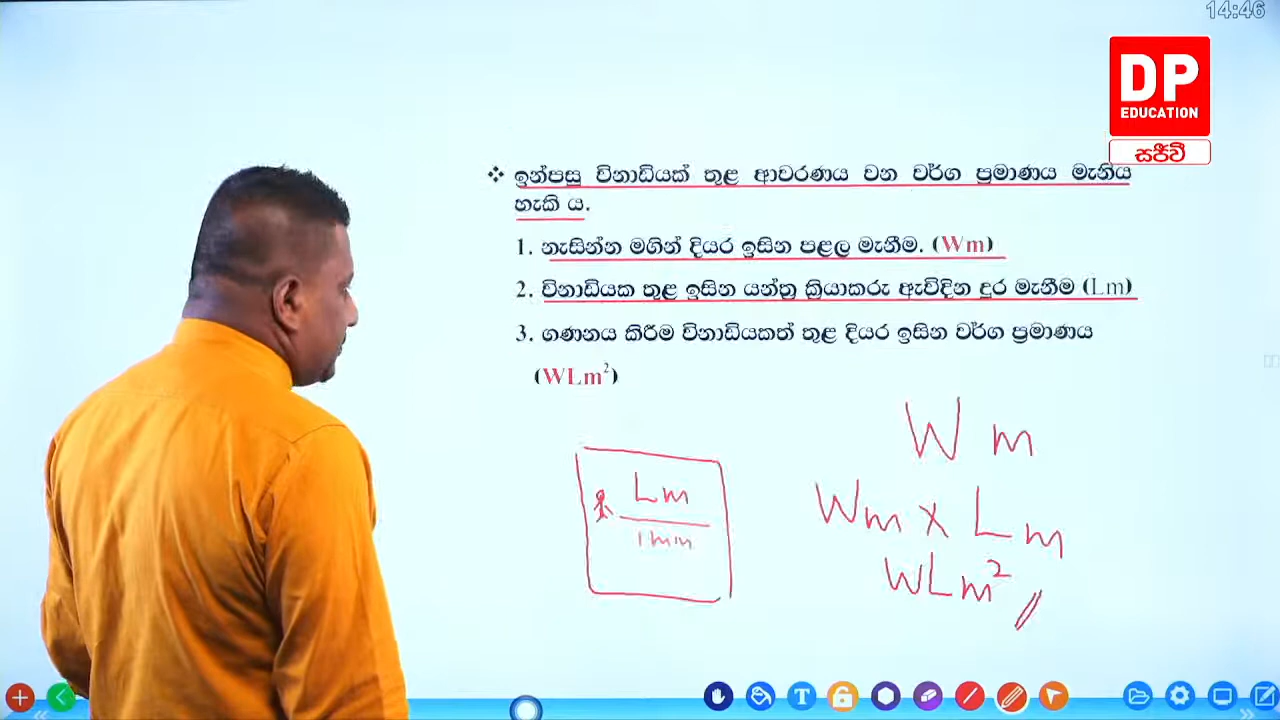 14:46
DP
EDUCATION
සජීවී
❖ ඉන්පසු විනාඩියක් තුළ ආවරණය වන වර්ග ප්‍රමාණය මැනිය
හැකි ය.
1. නැසින්න මගින් දියර ඉසින පළල මැනීම. (Wm)
2. විනාඩියක තුළ ඉසින යන්ත්‍ර ක්‍රියාකරු ඇවිදින දුර මැනීම (Lm)
3. ගණනය කිරීම විනාඩියකත් තුළ දියර ඉසින වර්ග ප්‍රමාණය
(WLm²)
W m
Lm
1 min
Wm x Lm
WLm²